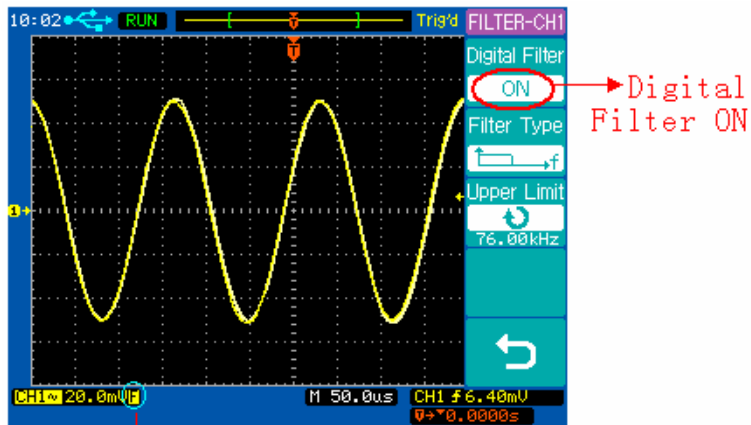 10:02 RUN Trig'd FILTER-CH1
T
Digital Filter
ON
Digital
Filter ON
Filter Type
f
Upper Limit
76.00kHz
1
CH1~ 20.0mV F M 50.0us CH1 6.40mV
0.0000s